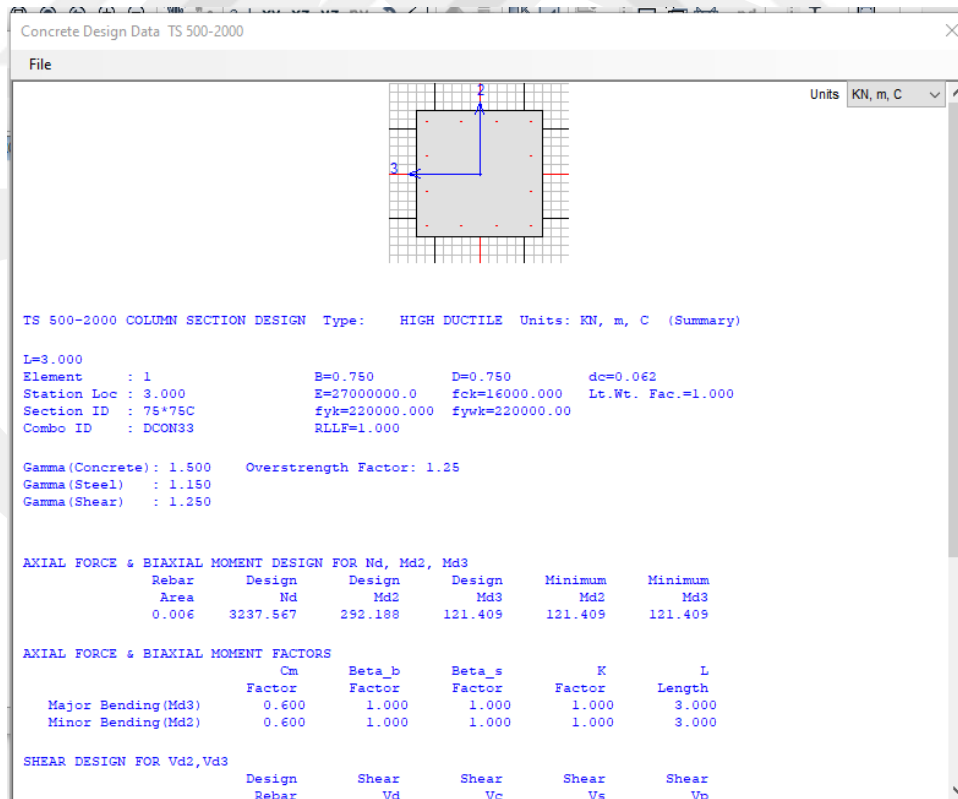 Concrete Design Data TS 500-2000
File
Units KN, m, C
2
3
TS 500-2000 COLUMN SECTION DESIGN Type: HIGH DUCTILE Units: KN, m, C (Summary)
L=3.000
Element : 1 B=0.750 D=0.750 dc=0.062
Station Loc : 3.000 E=27000000.0 fck=16000.000 Lt.Wt. Fac.=1.000
Section ID : 75*75C fyk=220000.000 fywk=220000.00
Combo ID : DCON33 RLLF=1.000
Gamma(Concrete): 1.500 Overstrength Factor: 1.25
Gamma(Steel) : 1.150
Gamma(Shear) : 1.250
AXIAL FORCE & BIAXIAL MOMENT DESIGN FOR Nd, Md2, Md3
Rebar Design Design Design Minimum Minimum
Area Nd Md2 Md3 Md2 Md3
0.006 3237.567 292.188 121.409 121.409 121.409
AXIAL FORCE & BIAXIAL MOMENT FACTORS
Cm Beta_b Beta_s K L
Factor Factor Factor Factor Length
Major Bending(Md3) 0.600 1.000 1.000 1.000 3.000
Minor Bending(Md2) 0.600 1.000 1.000 1.000 3.000
SHEAR DESIGN FOR Vd2,Vd3
Design Shear Shear Shear Shear
Rebar Vd Vc Vs Vp